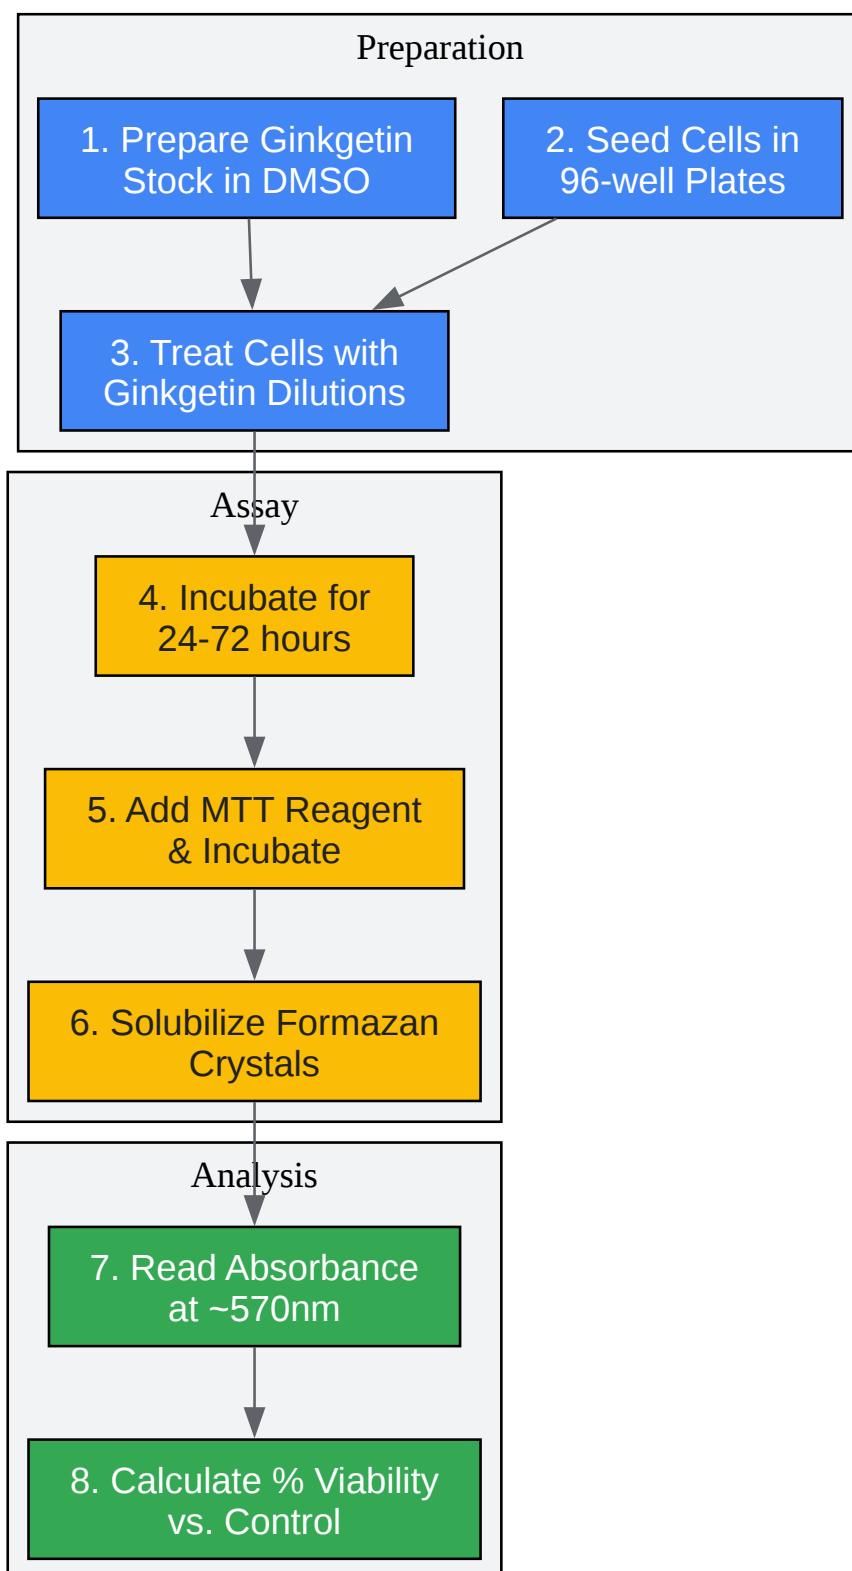 Preparation
1. Prepare Ginkgetin
Stock in DMSO
2. Seed Cells in
96-well Plates
3. Treat Cells with
Ginkgetin Dilutions
Assay
4. Incubate for
24-72 hours
5. Add MTT Reagent
& Incubate
6. Solubilize Formazan
Crystals
Analysis
7. Read Absorbance
at ~570nm
8. Calculate % Viability
vs. Control